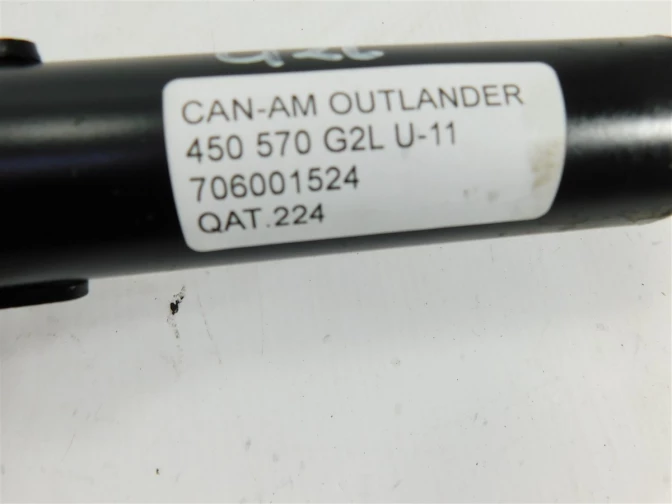 CAN-AM OUTLANDER
450 570 G2L U-11
706001524
QAT.224